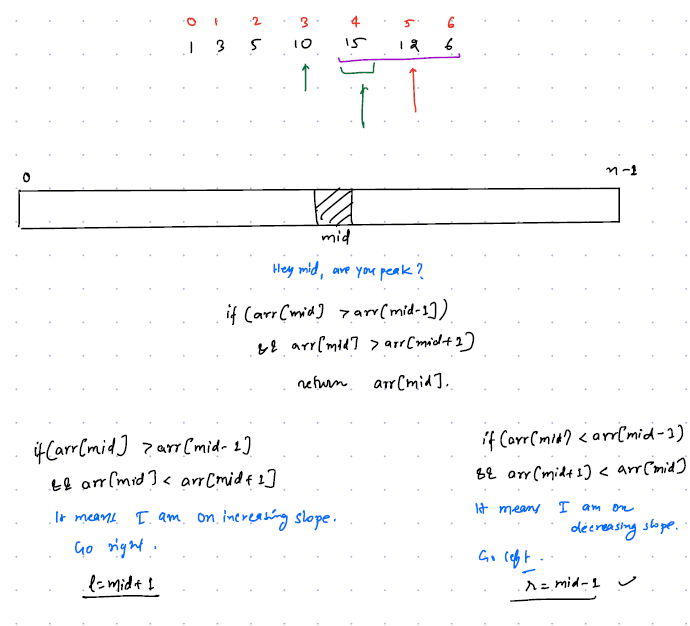 0 1 2 3 4 5 6
1 3 5 10 15 12 6
0 n-1
mid
Hey mid, are you peak?
if (arr[mid] > arr[mid-1])
&& arr[mid] > arr[mid+1]
return arr[mid].
if (arr[mid] > arr[mid-1]
&& arr[mid] < arr[mid+1]
It means I am on increasing slope.
Go right.
l=mid+1
if (arr[mid] < arr[mid-1)
&& arr[mid+1] < arr[mid]
It means I am on
decreasing slope.
Go left.
r=mid-1 ✓